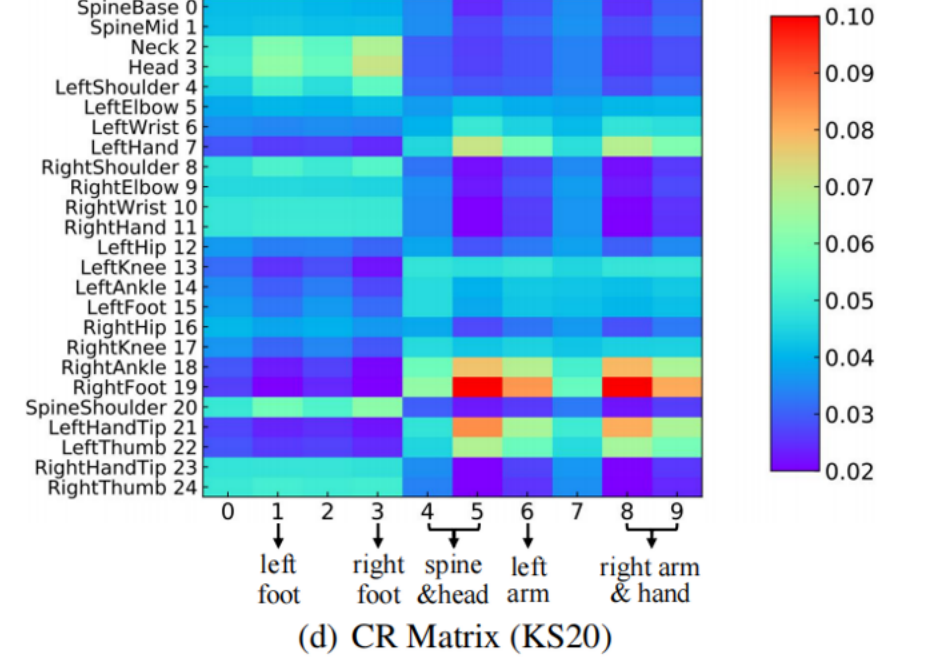 SpineBase 0
SpineMid 1
Neck 2
Head 3
LeftShoulder 4
LeftElbow 5
LeftWrist 6
LeftHand 7
RightShoulder 8
RightElbow 9
RightWrist 10
RightHand 11
LeftHip 12
LeftKnee 13
LeftAnkle 14
LeftFoot 15
RightHip 16
RightKnee 17
RightAnkle 18
RightFoot 19
SpineShoulder 20
LeftHandTip 21
LeftThumb 22
RightHandTip 23
RightThumb 24
0 1 2 3 4 5 6 7 8 9
left right spine left right arm
foot foot &head arm & hand
0.10
0.09
0.08
0.07
0.06
0.05
0.04
0.03
0.02
(d) CR Matrix (KS20)